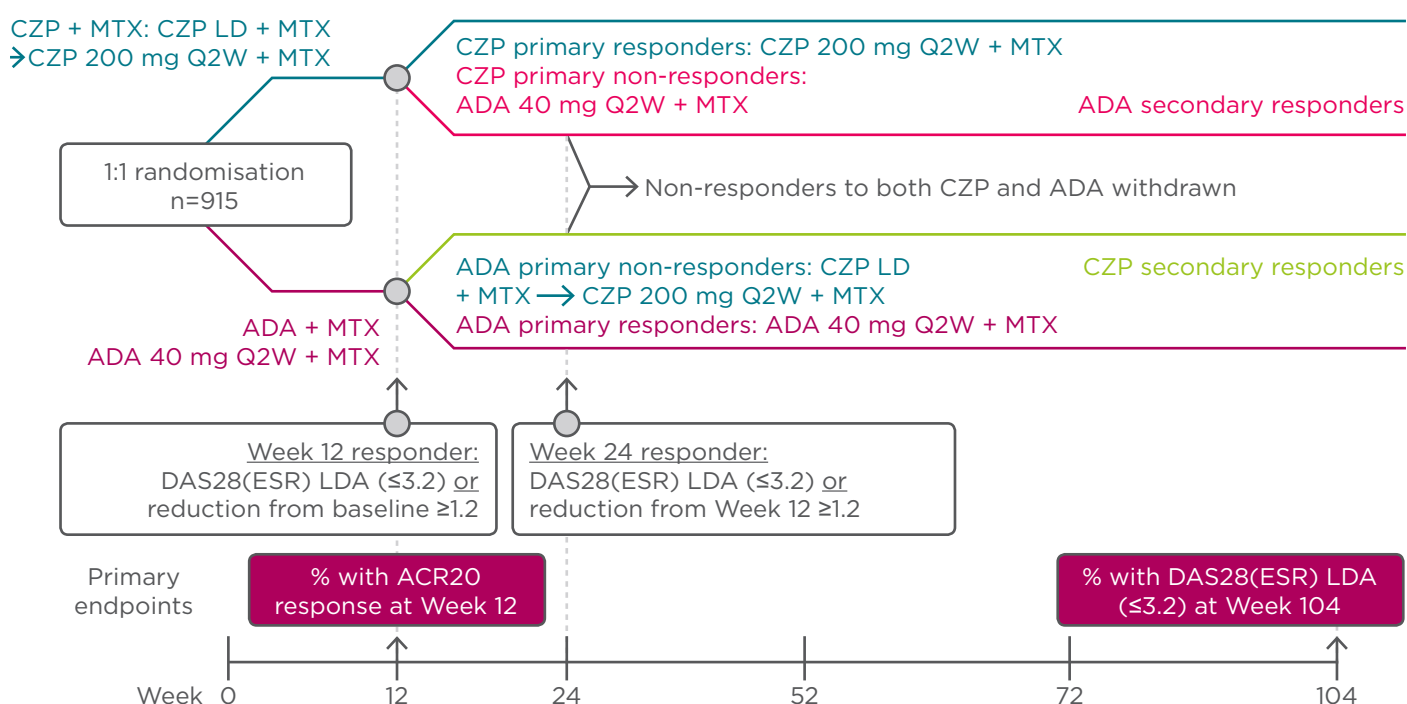 CZP + MTX: CZP LD + MTX
→CZP 200 mg Q2W + MTX
CZP primary responders: CZP 200 mg Q2W + MTX
CZP primary non-responders:
ADA 40 mg Q2W + MTX
ADA secondary responders
1:1 randomisation
n=915
Non-responders to both CZP and ADA withdrawn
ADA primary non-responders: CZP LD
+ MTX → CZP 200 mg Q2W + MTX
CZP secondary responders
ADA primary responders: ADA 40 mg Q2W + MTX
ADA + MTX
ADA 40 mg Q2W + MTX
Week 12 responder:
DAS28(ESR) LDA (≤3.2) or
reduction from baseline ≥1.2
Week 24 responder:
DAS28(ESR) LDA (≤3.2) or
reduction from Week 12 ≥1.2
Primary
endpoints
% with ACR20
response at Week 12
% with DAS28(ESR) LDA
(≤3.2) at Week 104
Week 0 12 24 52 72 104